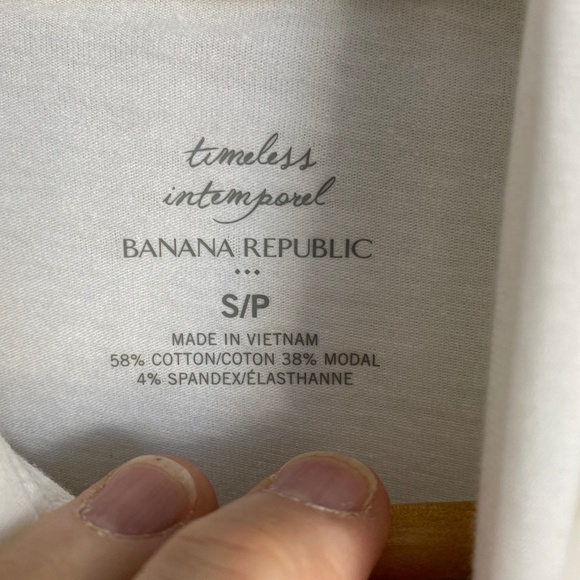 timeless
intemporel
BANANA REPUBLIC
•••
S/P
MADE IN VIETNAM
58% COTTON/COTON 38% MODAL
4% SPANDEX/ÉLASTHANNE